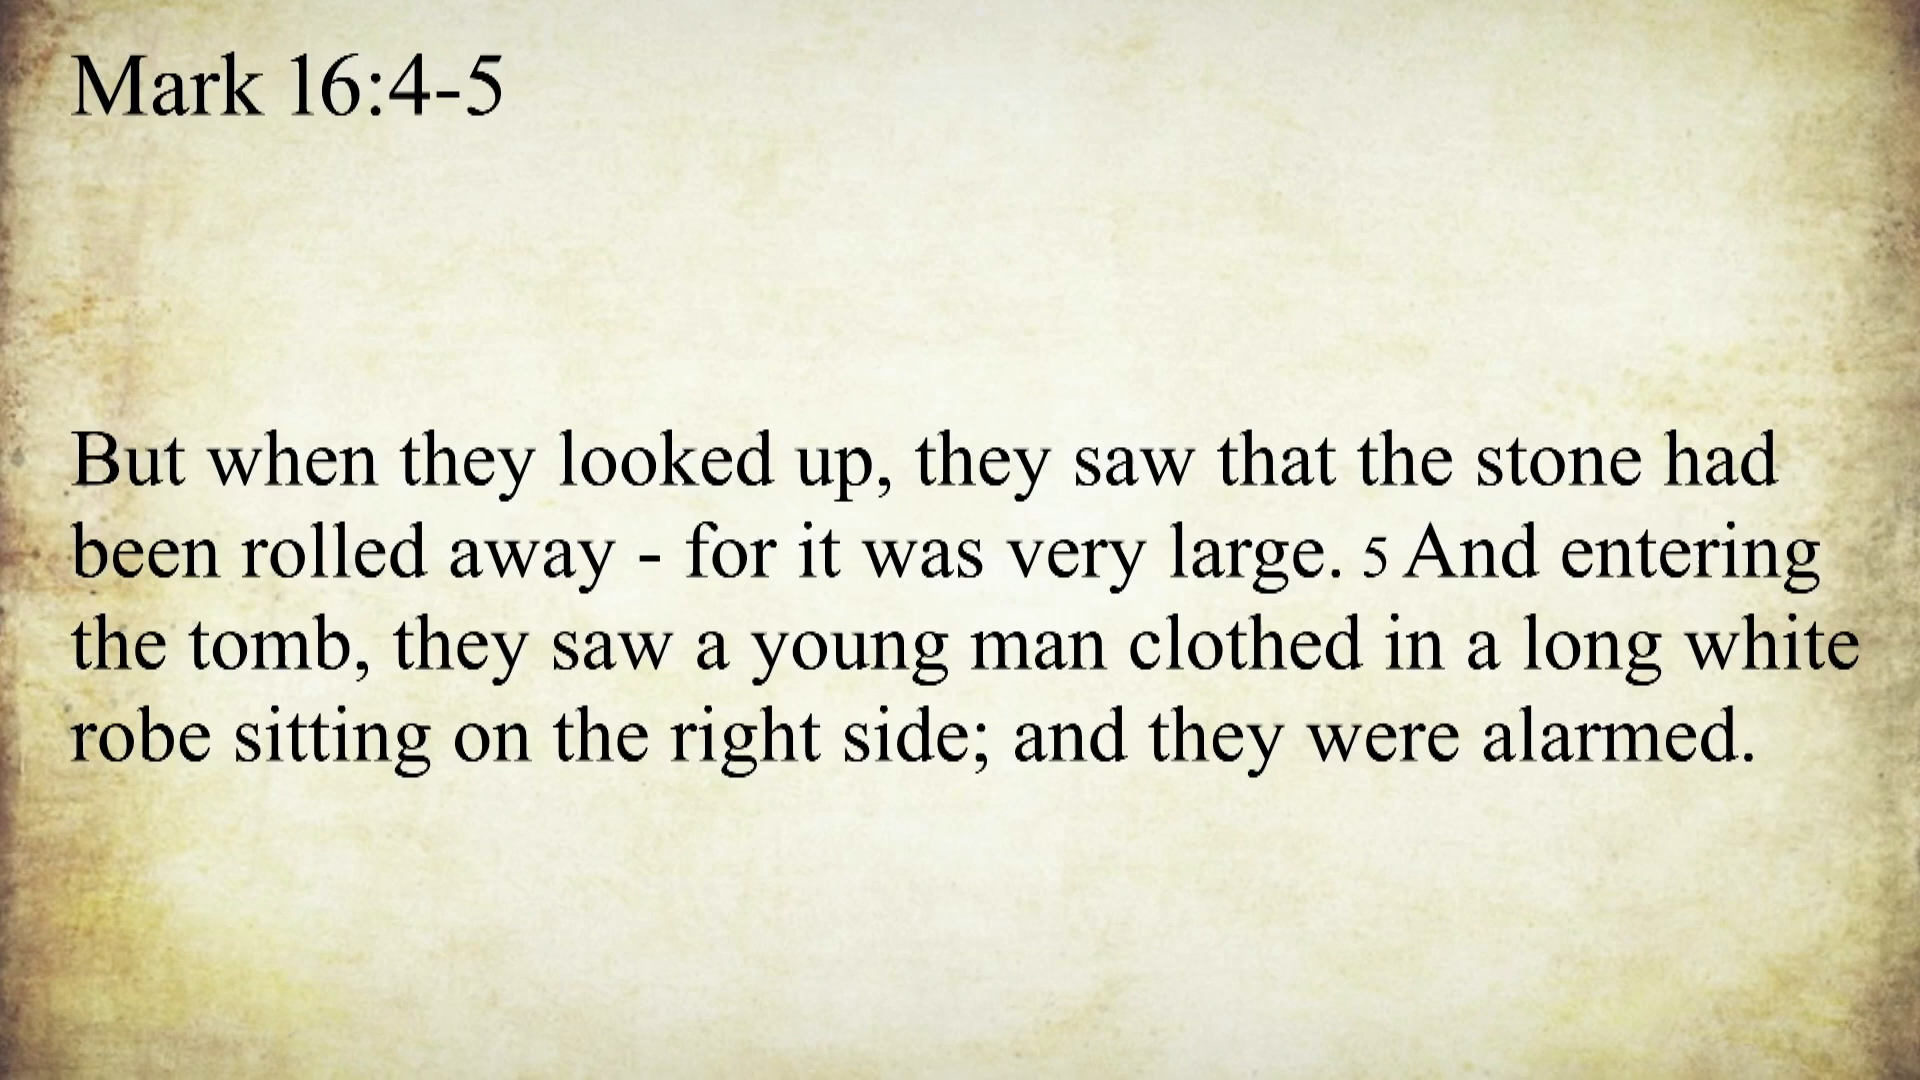 Mark 16:4-5
But when they looked up, they saw that the stone had
been rolled away - for it was very large. 5 And entering
the tomb, they saw a young man clothed in a long white
robe sitting on the right side; and they were alarmed.